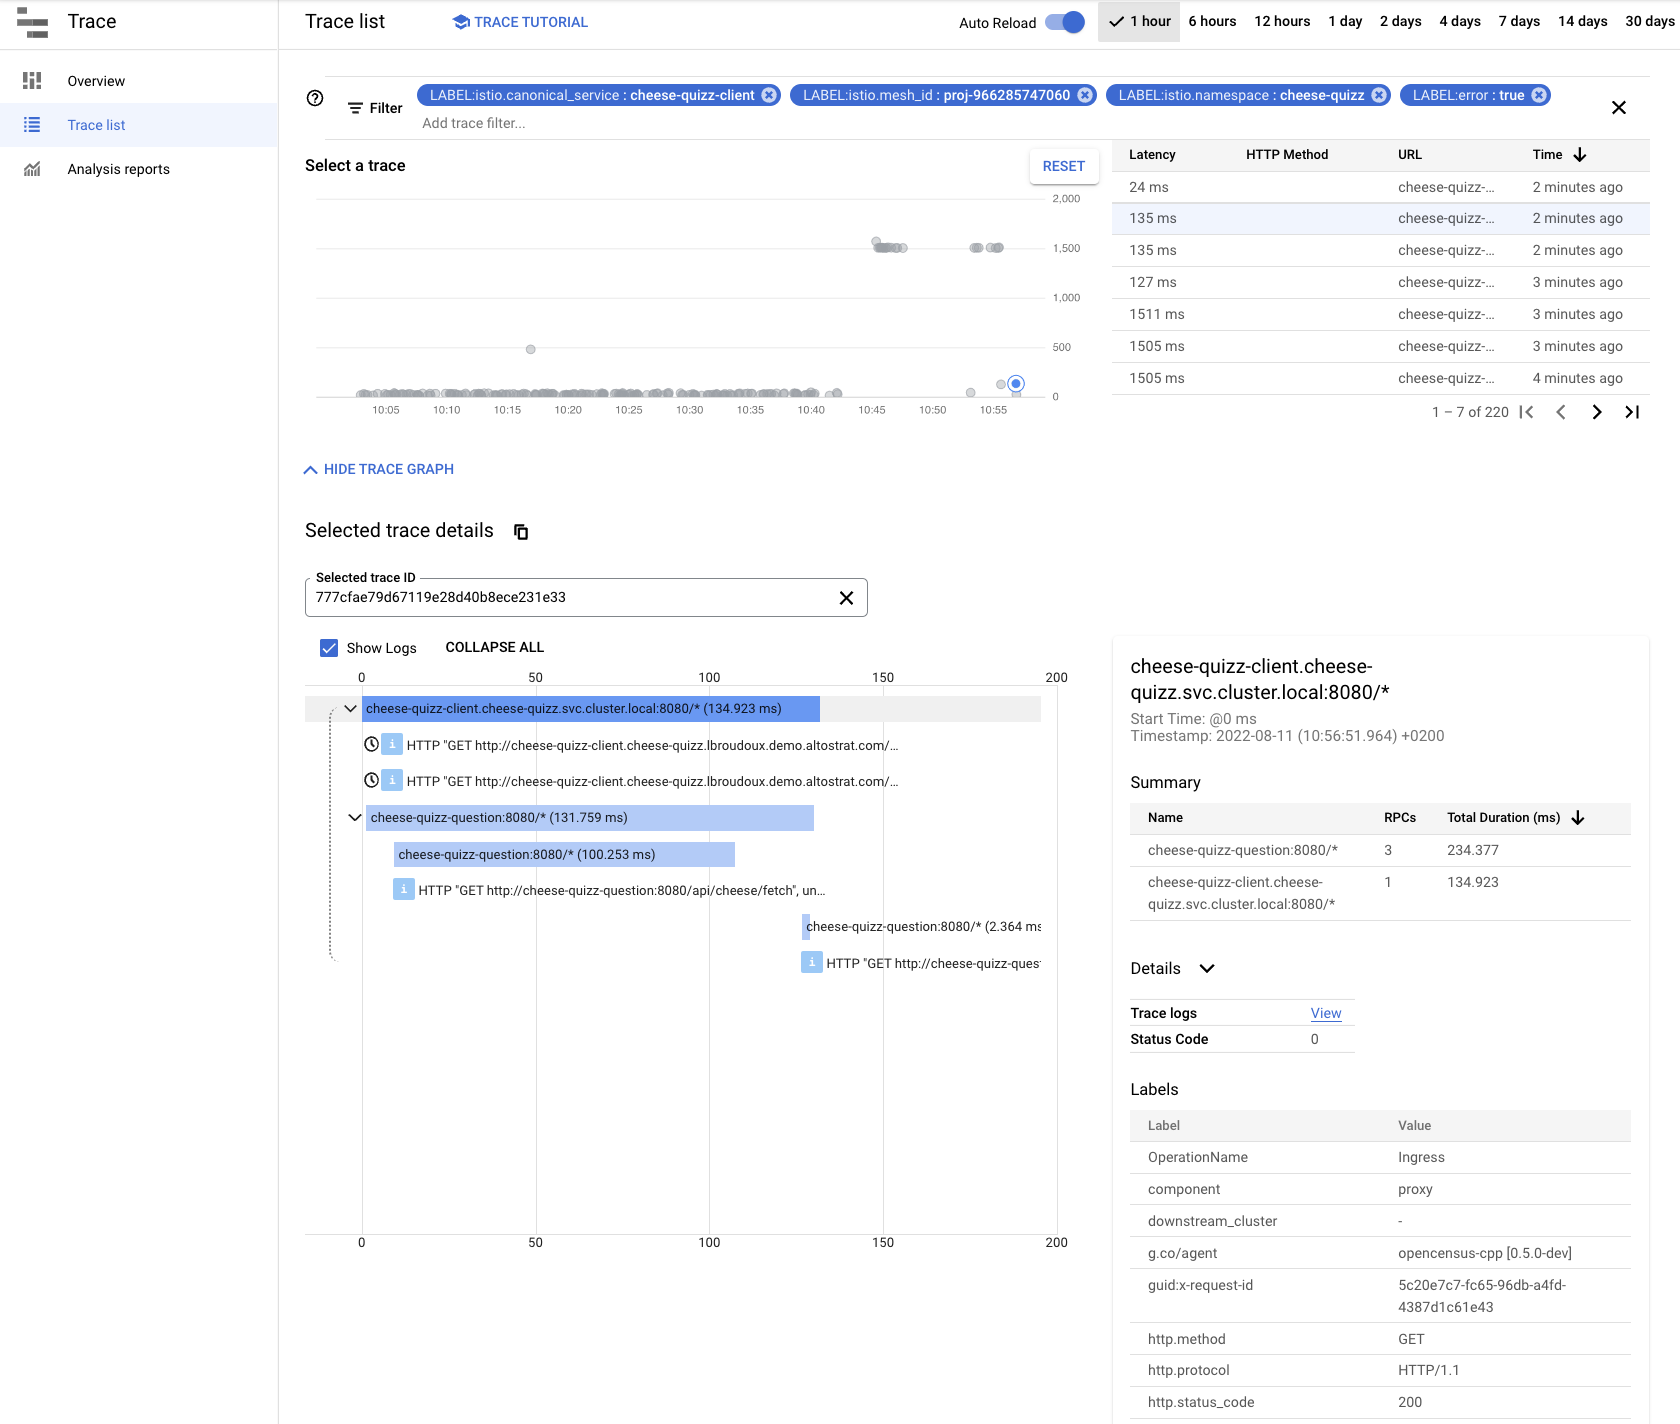 Trace
Overview
Trace list
Analysis reports
Trace list
TRACE TUTORIAL
Auto Reload
1 hour 6 hours 12 hours 1 day 2 days 4 days 7 days 14 days 30 days
Filter
LABEL:istio.canonical_service : cheese-quizz-client
LABEL:istio.mesh_id : proj-966285747060
LABEL:istio.namespace : cheese-quizz
LABEL:error : true
Add trace filter...
Select a trace
RESET
2,000
1,500
1,000
500
0
10:05 10:10 10:15 10:20 10:25 10:30 10:35 10:40 10:45 10:50 10:55
Latency HTTP Method URL Time
24 ms cheese-quizz-... 2 minutes ago
135 ms cheese-quizz-... 2 minutes ago
135 ms cheese-quizz-... 2 minutes ago
127 ms cheese-quizz-... 3 minutes ago
1511 ms cheese-quizz-... 3 minutes ago
1505 ms cheese-quizz-... 3 minutes ago
1505 ms cheese-quizz-... 4 minutes ago
1 – 7 of 220
HIDE TRACE GRAPH
Selected trace details
Selected trace ID
777cfae79d67119e28d40b8ece231e33
Show Logs
COLLAPSE ALL
0 50 100 150 200
cheese-quizz-client.cheese-quizz.svc.cluster.local:8080/* (134.923 ms)
i HTTP "GET http://cheese-quizz-client.cheese-quizz.lbroudoux.demo.altostrat.com/...
i HTTP "GET http://cheese-quizz-client.cheese-quizz.lbroudoux.demo.altostrat.com/...
cheese-quizz-question:8080/* (131.759 ms)
cheese-quizz-question:8080/* (100.253 ms)
i HTTP "GET http://cheese-quizz-question:8080/api/cheese/fetch", un...
cheese-quizz-question:8080/* (2.364 ms
i HTTP "GET http://cheese-quizz-ques
0 50 100 150 200
cheese-quizz-client.cheese-
quizz.svc.cluster.local:8080/*
Start Time: @0 ms
Timestamp: 2022-08-11 (10:56:51.964) +0200
Summary
Name RPCs Total Duration (ms)
cheese-quizz-question:8080/* 3 234.377
cheese-quizz-client.cheese- 1 134.923
quizz.svc.cluster.local:8080/*
Details
Trace logs View
Status Code 0
Labels
Label Value
OperationName Ingress
component proxy
downstream_cluster -
g.co/agent opencensus-cpp [0.5.0-dev]
guid:x-request-id 5c20e7c7-fc65-96db-a4fd-
4387d1c61e43
http.method GET
http.protocol HTTP/1.1
http.status_code 200